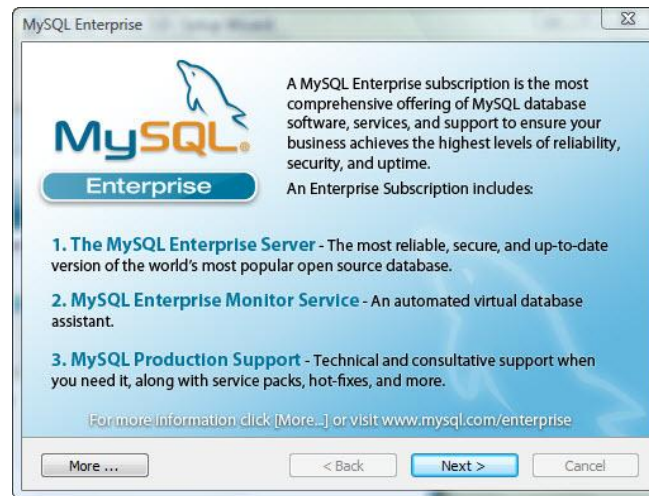 MySQL Enterprise
A MySQL Enterprise subscription is the most
comprehensive offering of MySQL database
software, services, and support to ensure your
business achieves the highest levels of reliability,
security, and uptime.
MySQL®
Enterprise
An Enterprise Subscription includes:
1. The MySQL Enterprise Server - The most reliable, secure, and up-to-date
version of the world's most popular open source database.
2. MySQL Enterprise Monitor Service - An automated virtual database
assistant.
3. MySQL Production Support - Technical and consultative support when
you need it, along with service packs, hot-fixes, and more.
For more information click [More...] or visit www.mysql.com/enterprise
More ...
< Back
Next >
Cancel